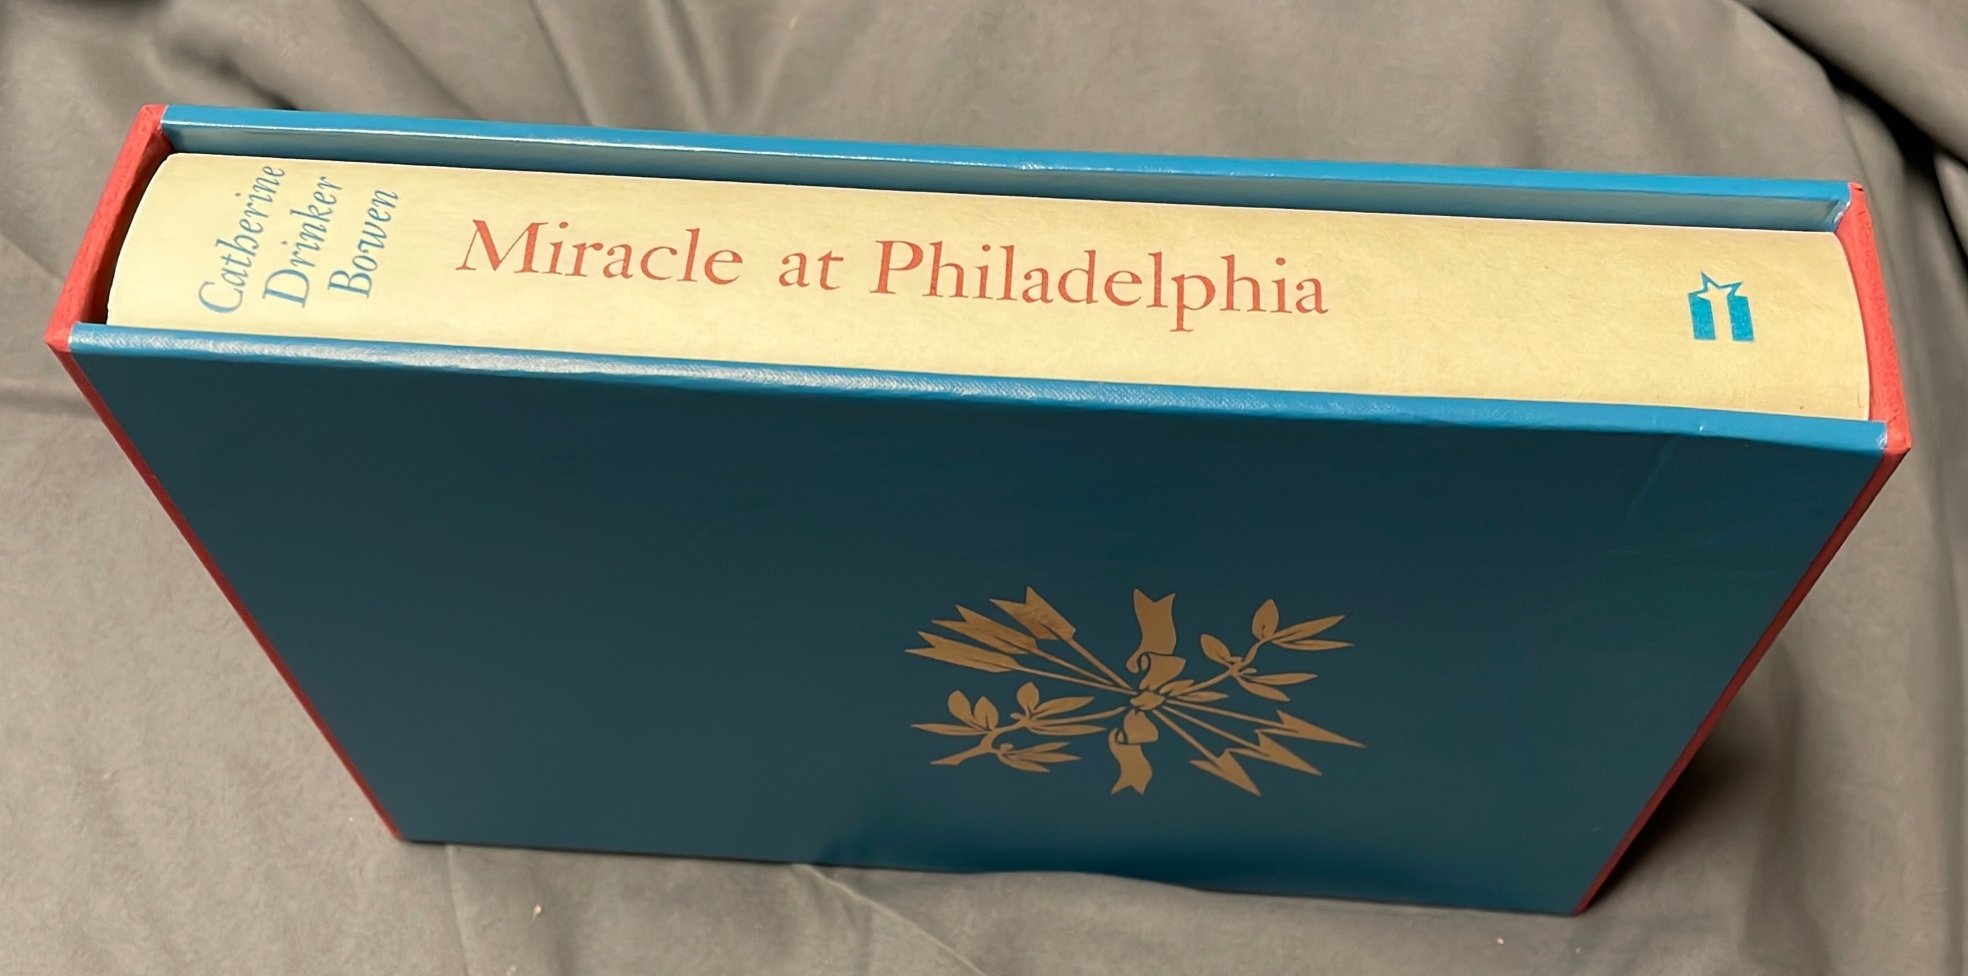 Catherine
Drinker
Bowen
Miracle at Philadelphia